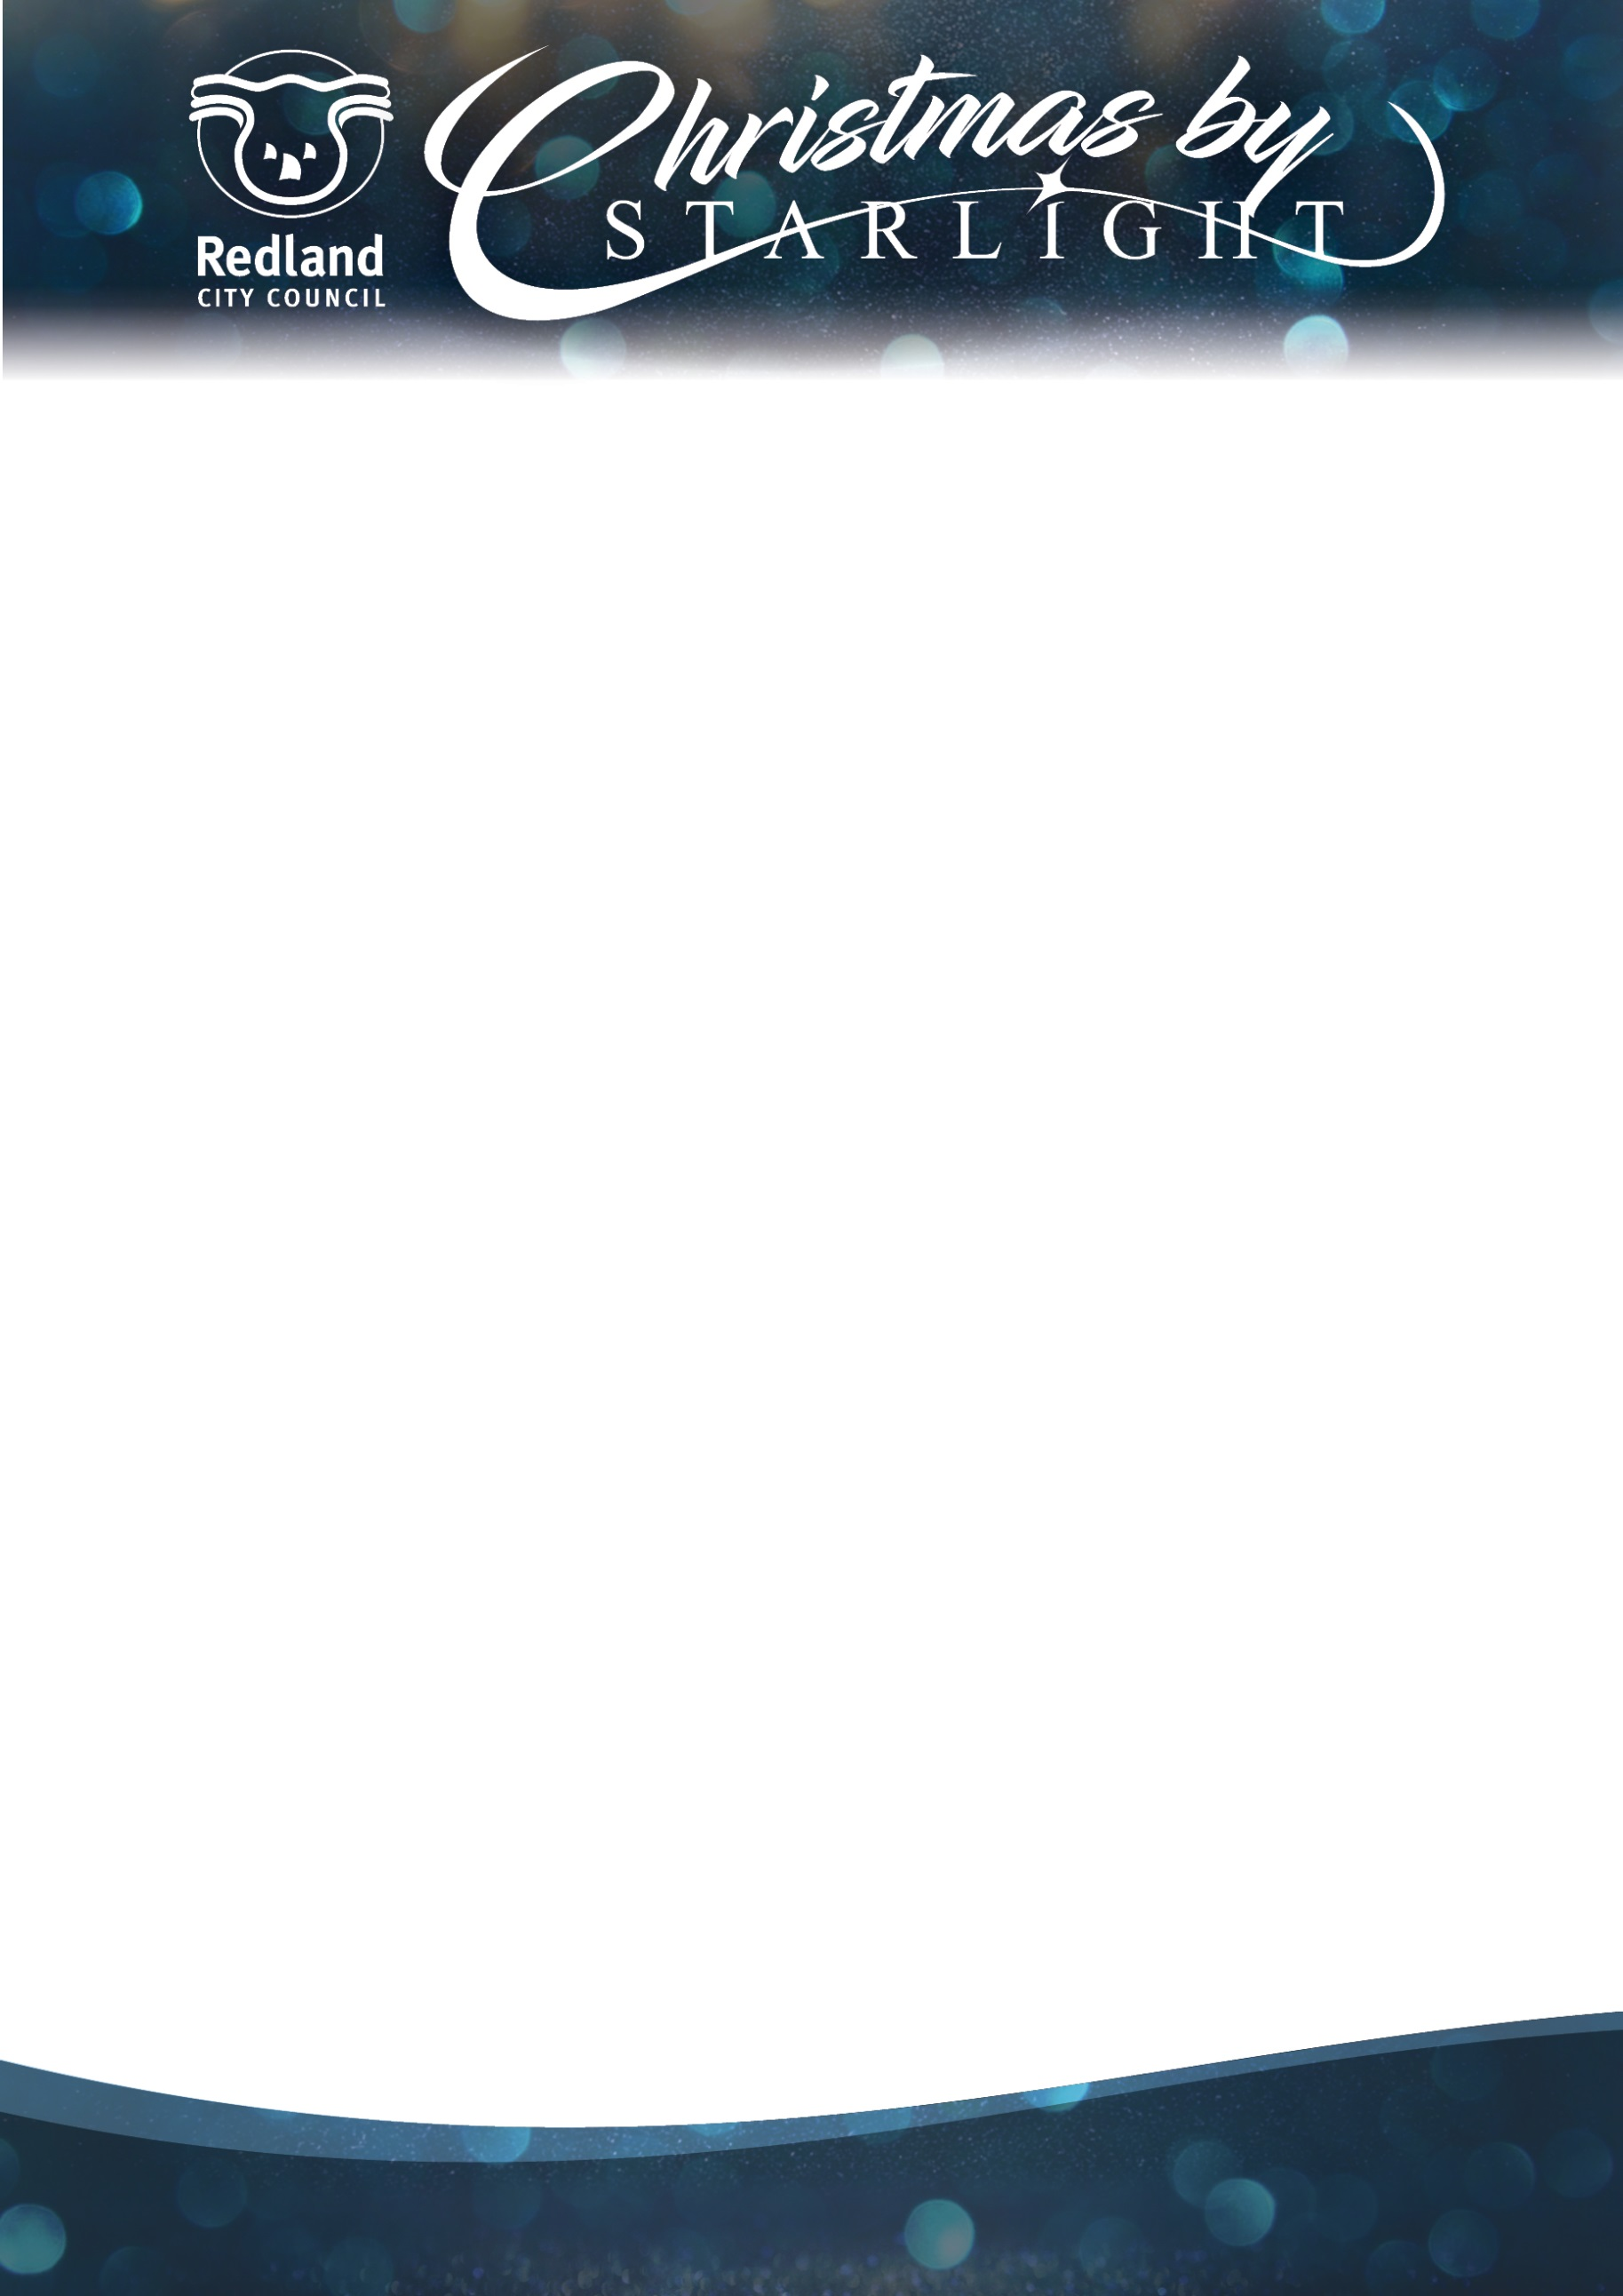 Christmas by
STARLIGHT
Redland
CITY COUNCIL